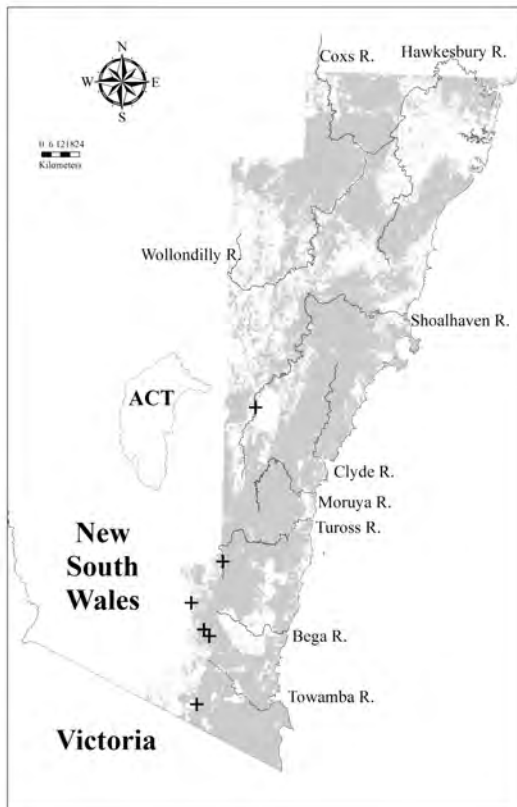 N
W E
S
0 6 121824
Kilometers
Coxs R.
Hawkesbury R.
Wollondilly R.
Shoalhaven R.
ACT
Clyde R.
Moruya R.
Tuross R.
New
South
Wales
Bega R.
Towamba R.
Victoria